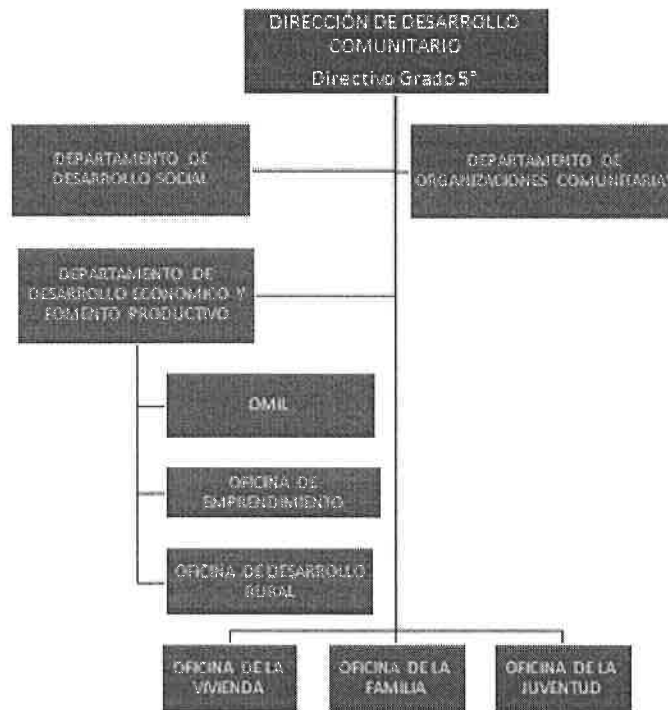 DIRECCIÓN DE DESARROLLO
COMUNITARIO
Directivo Grado 5°
DEPARTAMENTO DE
DESARROLLO SOCIAL
DEPARTAMENTO DE
ORGANIZACIONES COMUNITARIAS
DEPARTAMENTO DE
DESARROLLO ECONOMICO Y
FOMENTO PRODUCTIVO
OMIL
OFICINA DE
EMPRENDIMIENTO
OFICINA DE DESARROLLO
RURAL
OFICINA DE LA
VIVIENDA
OFICINA DE LA
FAMILIA
OFICINA DE LA
JUVENTUD